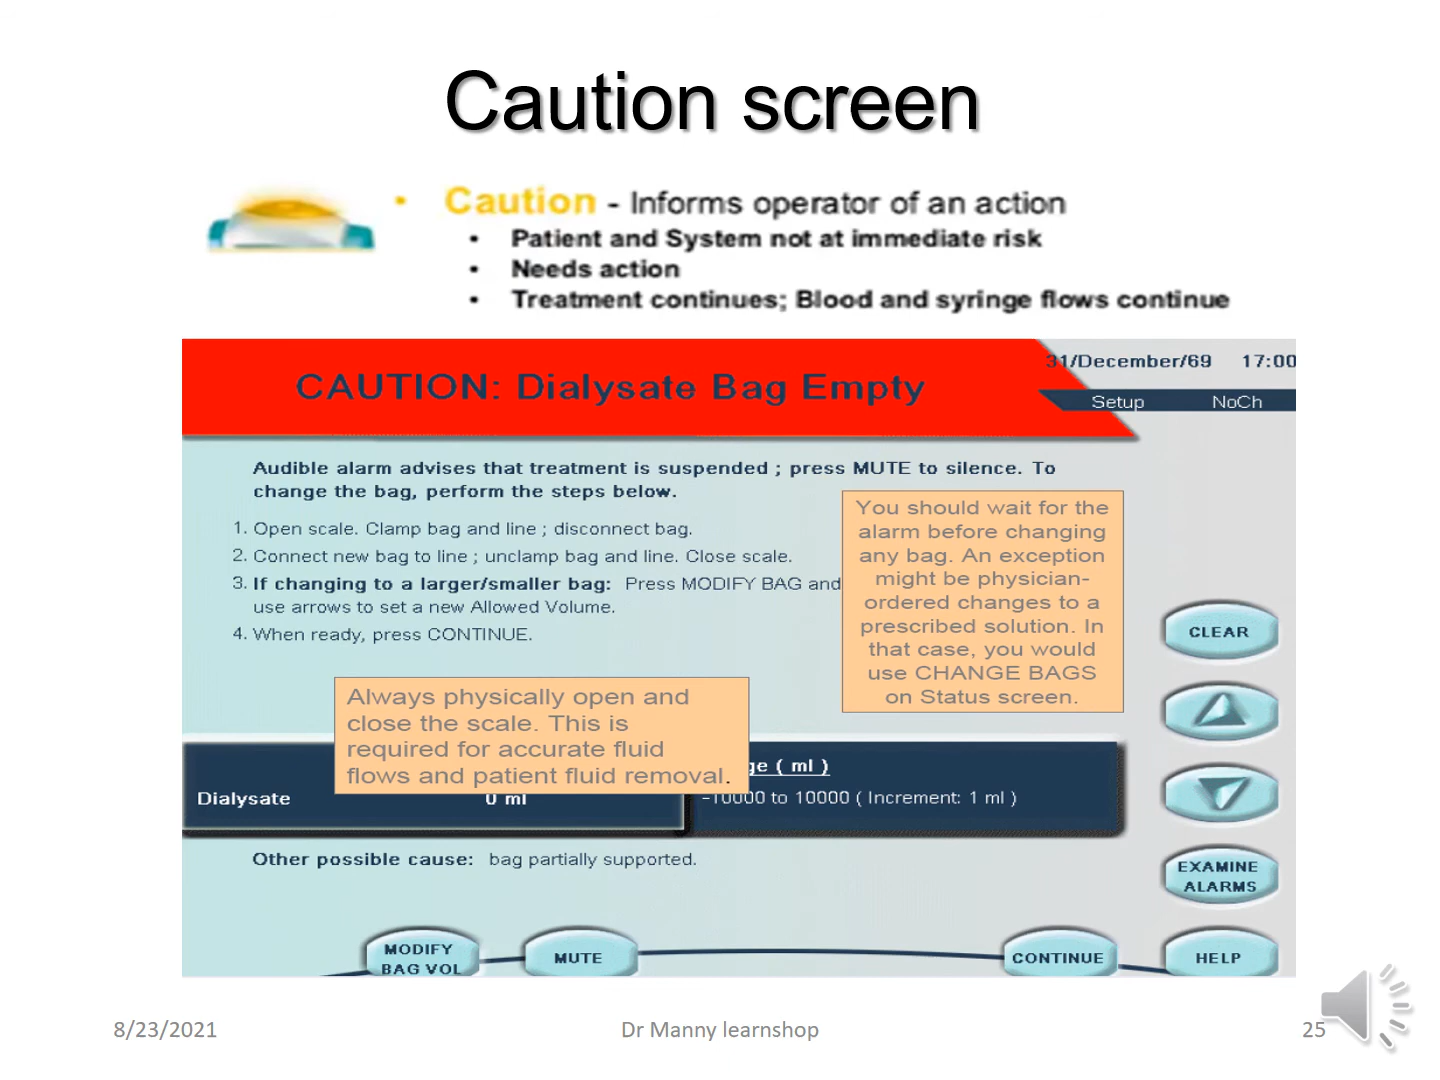 Caution screen
• Caution - Informs operator of an action
• Patient and System not at immediate risk
• Needs action
• Treatment continues; Blood and syringe flows continue
CAUTION: Dialysate Bag Empty
31/December/69 17:00
Setup NoCh
Audible alarm advises that treatment is suspended ; press MUTE to silence. To
change the bag, perform the steps below.
1. Open scale. Clamp bag and line ; disconnect bag.
2. Connect new bag to line ; unclamp bag and line. Close scale.
3. If changing to a larger/smaller bag: Press MODIFY BAG and
use arrows to set a new Allowed Volume.
4. When ready, press CONTINUE.
You should wait for the
alarm before changing
any bag. An exception
might be physician-
ordered changes to a
prescribed solution. In
that case, you would
use CHANGE BAGS
on Status screen.
CLEAR
Always physically open and
close the scale. This is
required for accurate fluid
flows and patient fluid removal.
ge ( ml )
Dialysate 0 ml
-10000 to 10000 ( Increment: 1 ml )
Other possible cause: bag partially supported.
EXAMINE
ALARMS
MODIFY
BAG VOL
MUTE
CONTINUE
HELP
8/23/2021
Dr Manny learnshop
25